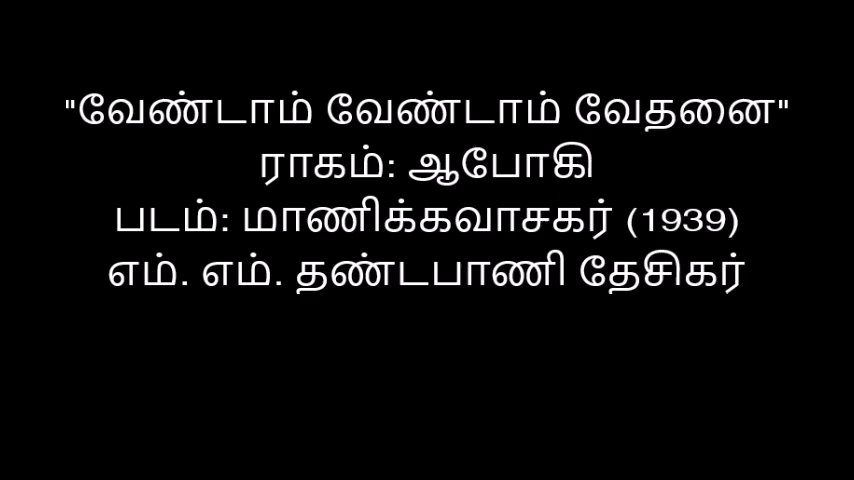 "வேண்டாம் வேண்டாம் வேதனை"
ராகம்: ஆபோகி
படம்: மாணிக்கவாசகர் (1939)
எம். எம். தண்டபாணி தேசிகர்